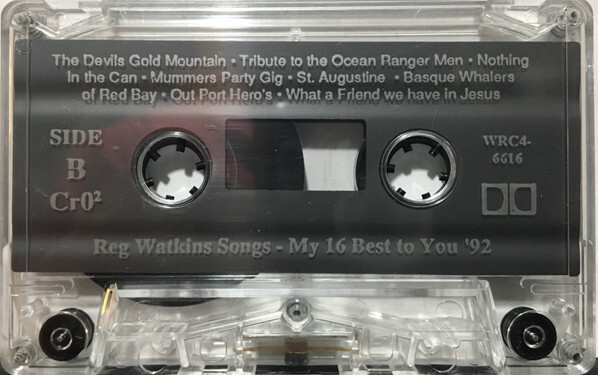 The Devils Gold Mountain • Tribute to the Ocean Ranger Men • Nothing
In the Can • Mummers Party Gig • St. Augustine • Basque Whalers
of Red Bay • Out Port Hero's • What a Friend we have in Jesus
SIDE
B
Cr0²
WRC4-
6616
Reg Watkins Songs - My 16 Best to You '92